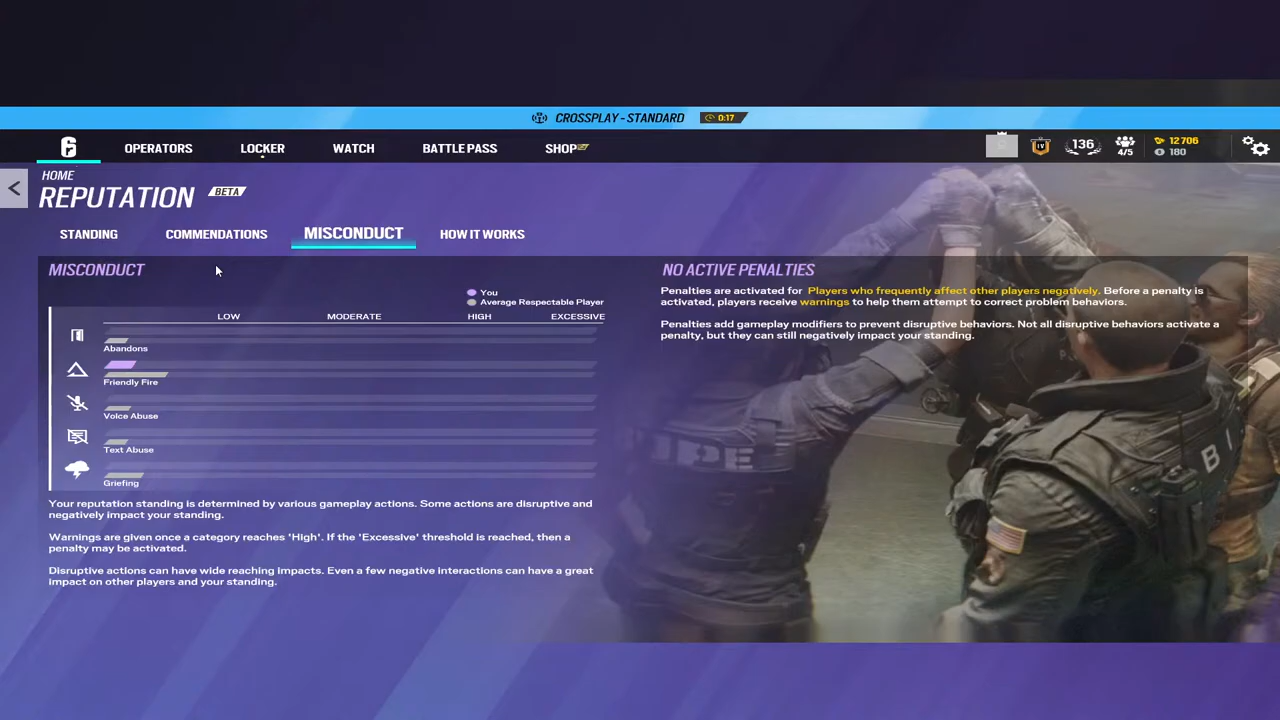 CROSSPLAY - STANDARD 0:17
OPERATORS LOCKER WATCH BATTLE PASS SHOP
IV 136 4/5 12 706
180
HOME
< REPUTATION BETA
STANDING COMMENDATIONS MISCONDUCT HOW IT WORKS
MISCONDUCT
You
Average Respectable Player
LOW MODERATE HIGH EXCESSIVE
Abandons
Friendly Fire
Voice Abuse
Text Abuse
Griefing
Your reputation standing is determined by various gameplay actions. Some actions are disruptive and
negatively impact your standing.
Warnings are given once a category reaches 'High'. If the 'Excessive' threshold is reached, then a
penalty may be activated.
Disruptive actions can have wide reaching impacts. Even a few negative interactions can have a great
impact on other players and your standing.
NO ACTIVE PENALTIES
Penalties are activated for Players who frequently affect other players negatively. Before a penalty is
activated, players receive warnings to help them attempt to correct problem behaviors.
Penalties add gameplay modifiers to prevent disruptive behaviors. Not all disruptive behaviors activate a
penalty, but they can still negatively impact your standing.